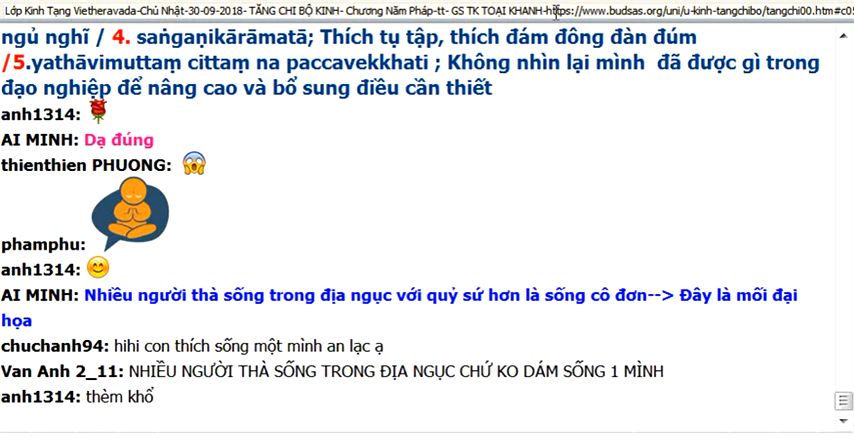 Lớp Kinh Tạng Vietheravada-Chủ Nhật-30-09-2018- TĂNG CHI BỘ KINH- Chương Năm Pháp-tt- GS TK TOẠI KHANH-https://www.budsas.org/uni/u-kinh-tangchibo/tangchi00.htm#c05
ngủ nghĩ / 4. saṅgaṇikārāmatā; Thích tụ tập, thích đám đông đàn đúm
/5.yathāvimuttaṃ cittaṃ na paccavekkhati ; Không nhìn lại mình đã được gì trong
đạo nghiệp để nâng cao và bổ sung điều cần thiết
anh1314:
AI MINH: Dạ đúng
thienthien PHUONG:
phamphu:
anh1314:
AI MINH: Nhiều người thà sống trong địa ngục với quỷ sứ hơn là sống cô đơn--> Đây là mối đại
họa
chuchanh94: hihi con thích sống một mình an lạc ạ
Van Anh 2_11: NHIỀU NGƯỜI THÀ SỐNG TRONG ĐỊA NGỤC CHỨ KO DÁM SỐNG 1 MÌNH
anh1314: thèm khổ